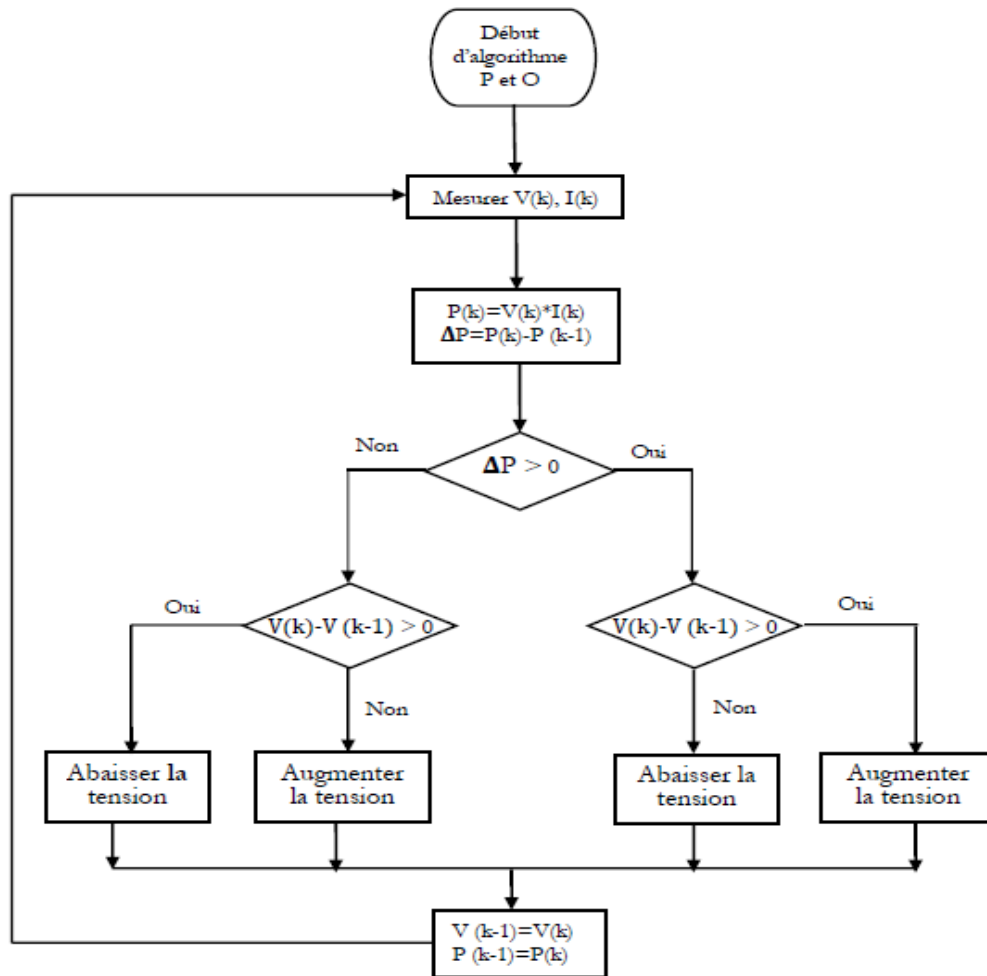 Début
d'algorithme
P et O
Mesurer V(k), I(k)
P(k)=V(k)*I(k)
ΔP=P(k)-P (k-1)
Non
ΔP > 0
Oui
Oui
V(k)-V (k-1) > 0
V(k)-V (k-1) > 0
Oui
Non
Non
Abaisser la
tension
Augmenter
la tension
Abaisser la
tension
Augmenter
la tension
V (k-1)=V(k)
P (k-1)=P(k)